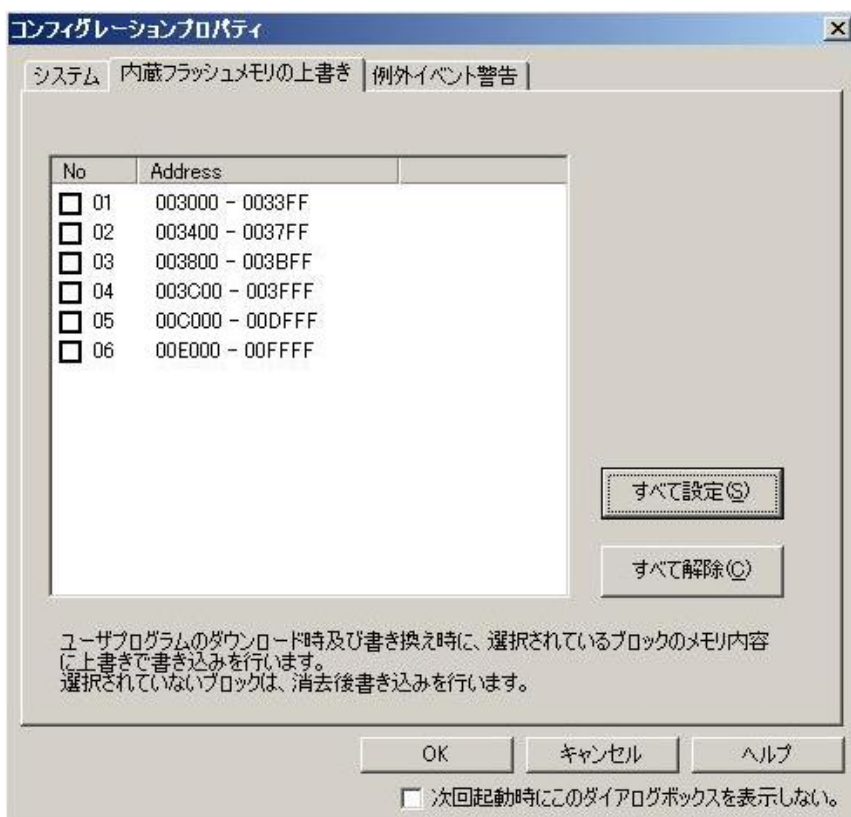 コンフィグレーションプロパティ
システム 内蔵フラッシュメモリの上書き 例外イベント警告
No Address
01 003000 - 0033FF
02 003400 - 0037FF
03 003800 - 003BFF
04 003C00 - 003FFF
05 00C000 - 00DFFF
06 00E000 - 00FFFF
すべて設定(S)
すべて解除(C)
ユーザプログラムのダウンロード時及び書き換え時に、選択されているブロックのメモリ内容
に上書きで書き込みを行います。
選択されていないブロックは、消去後書き込みを行います。
OK キャンセル ヘルプ
次回起動時にこのダイアログボックスを表示しない。